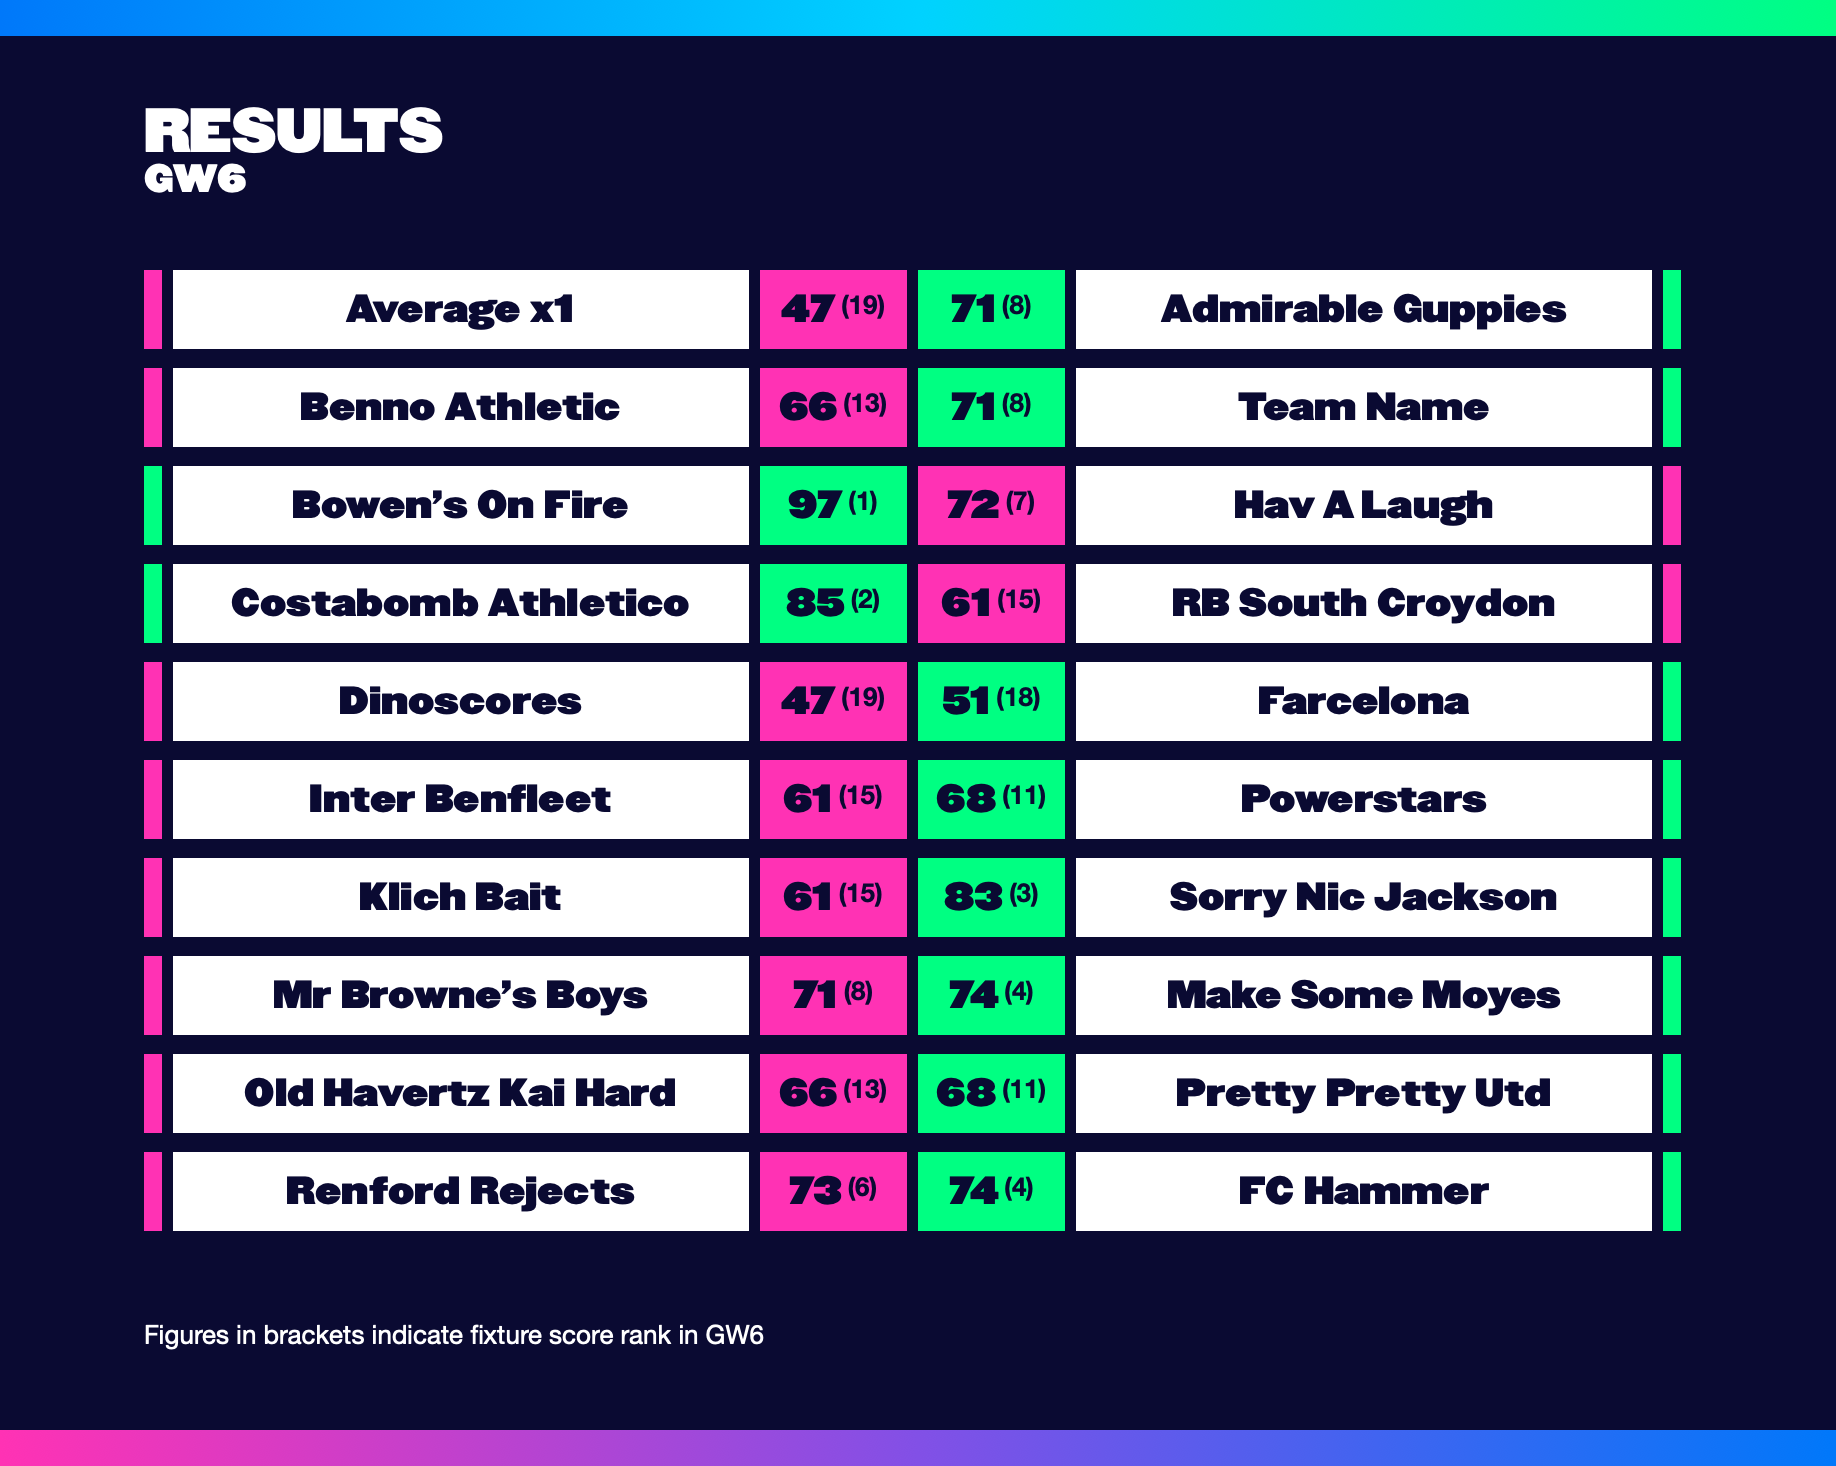 RESULTS
GW6
Average x1 47 (19) 71 (8) Admirable Guppies
Benno Athletic 66 (13) 71 (8) Team Name
Bowen’s On Fire 97 (1) 72 (7) Hav A Laugh
Costabomb Athletico 85 (2) 61 (15) RB South Croydon
Dinoscores 47 (19) 51 (18) Farcelona
Inter Benfleet 61 (15) 68 (11) Powerstars
Klich Bait 61 (15) 83 (3) Sorry Nic Jackson
Mr Browne’s Boys 71 (8) 74 (4) Make Some Moyes
Old Havertz Kai Hard 66 (13) 68 (11) Pretty Pretty Utd
Renford Rejects 73 (6) 74 (4) FC Hammer
Figures in brackets indicate fixture score rank in GW6